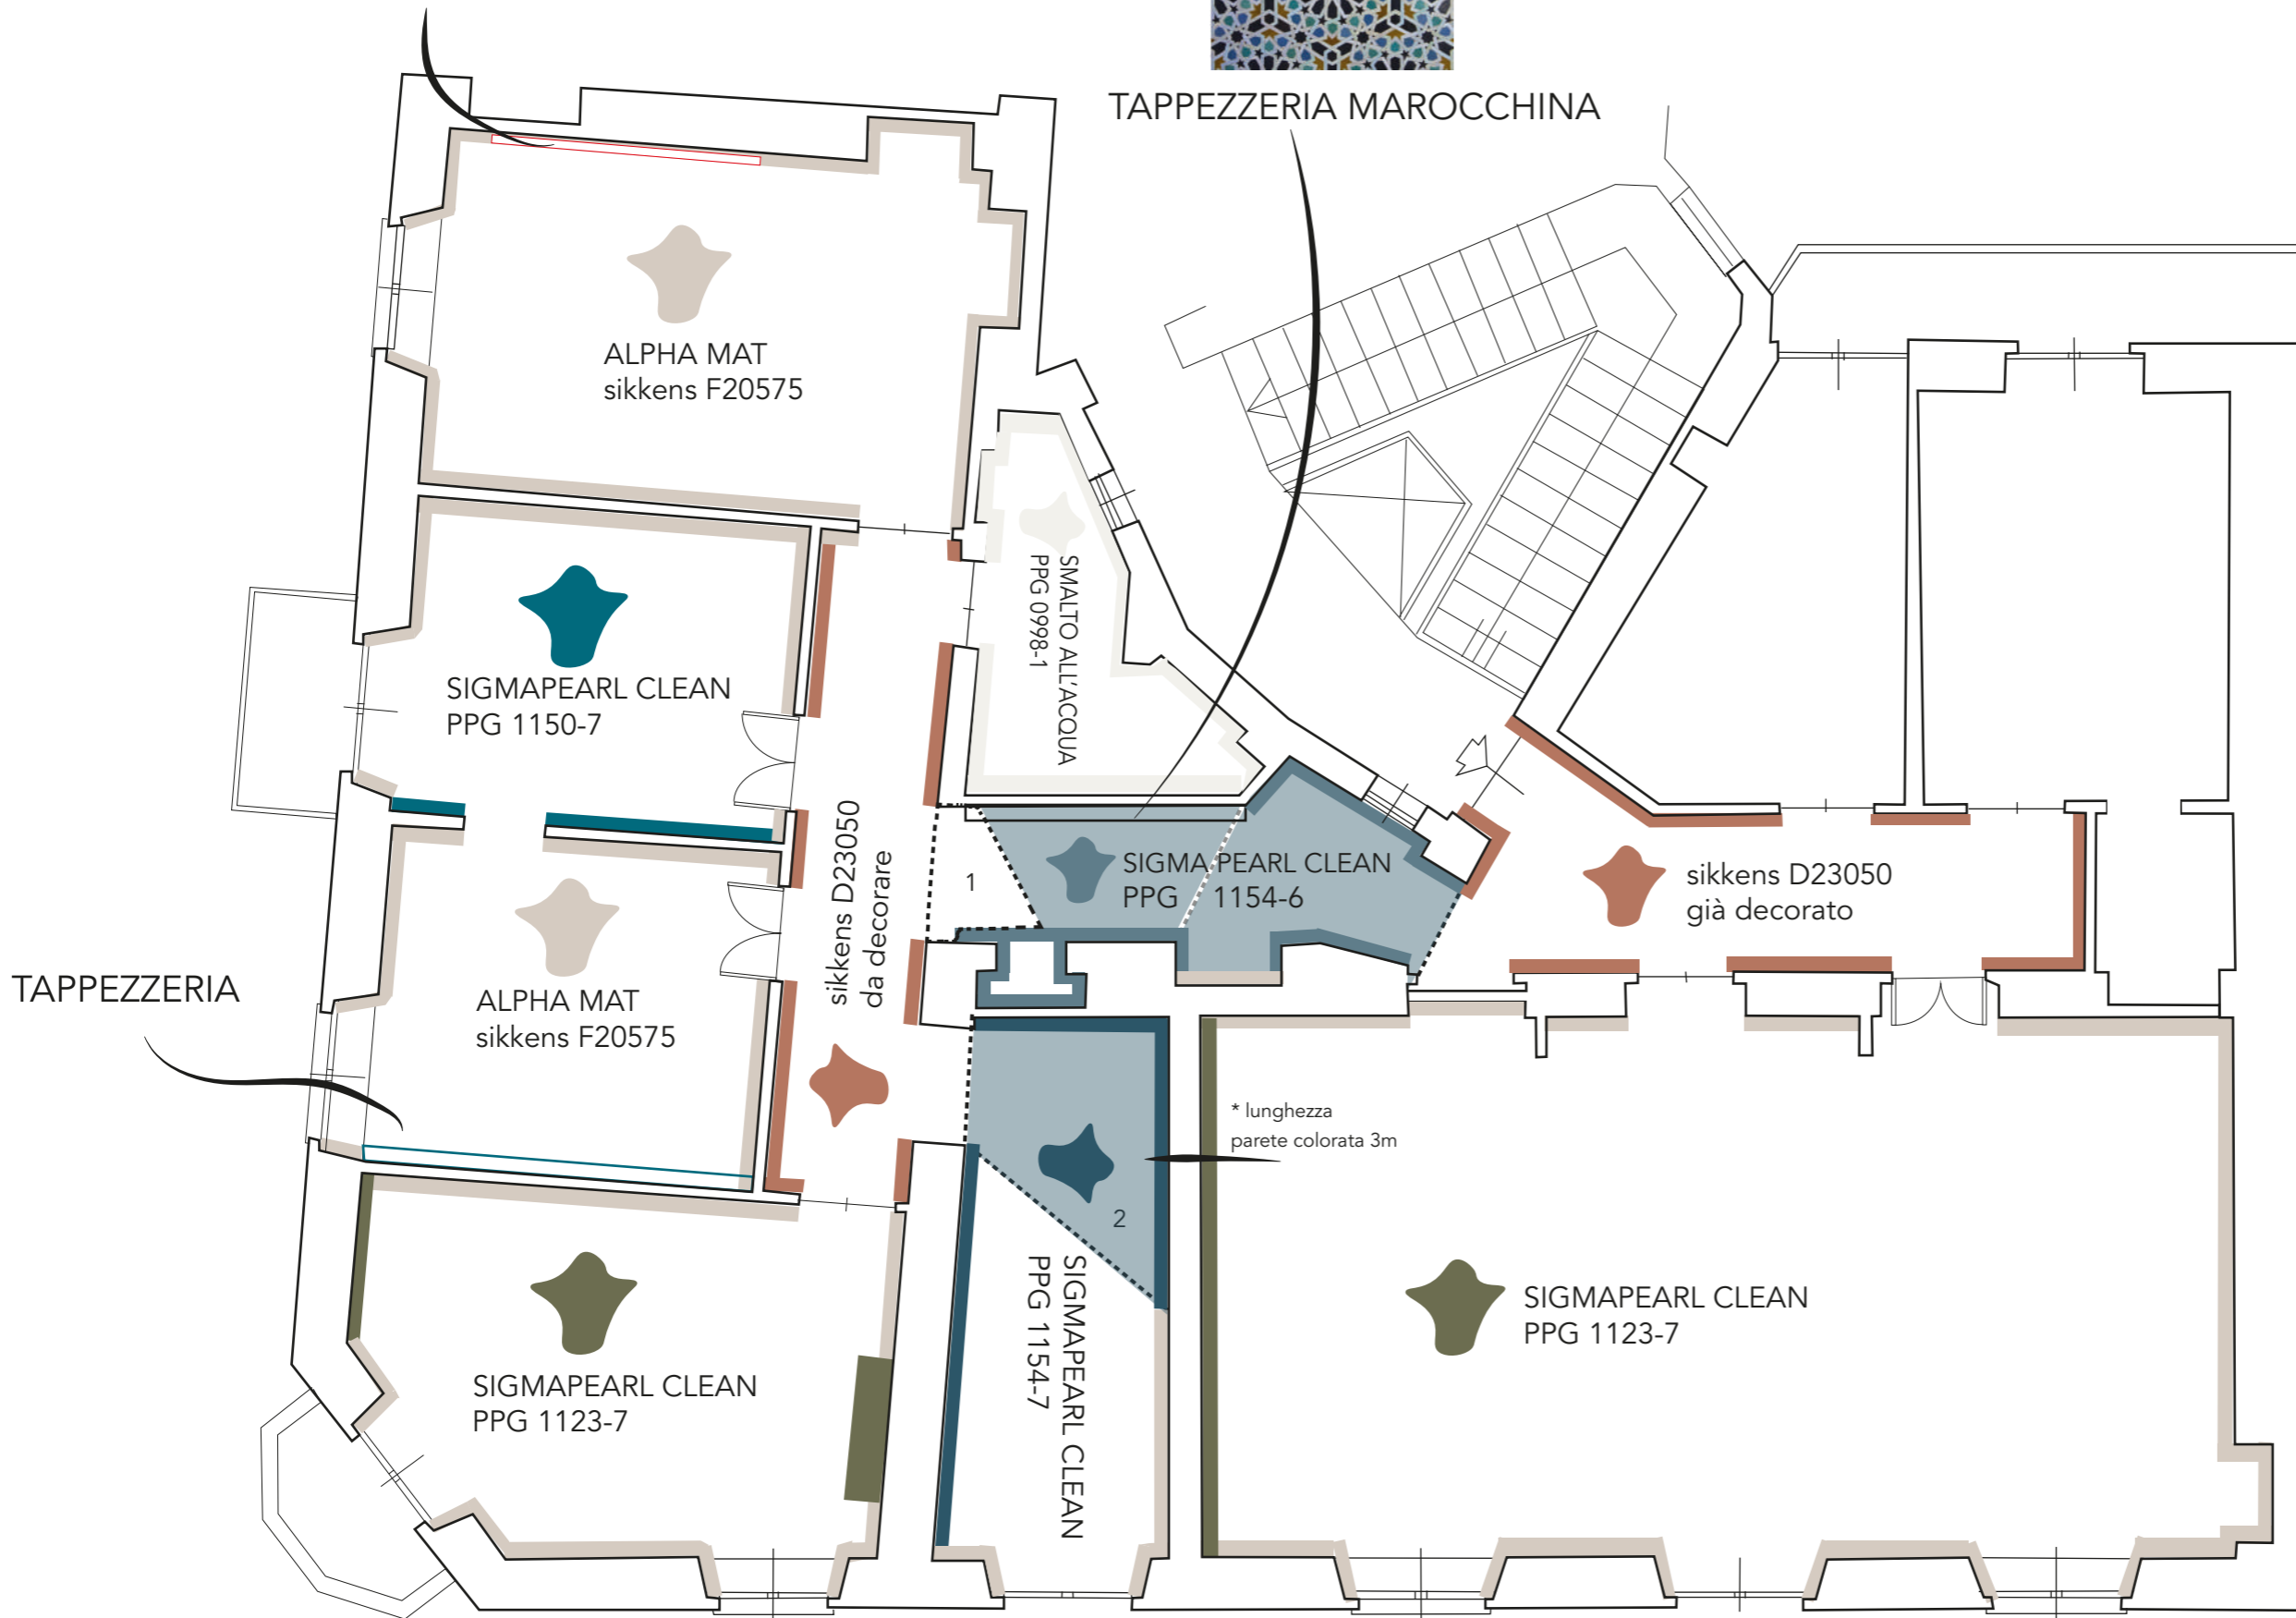 TAPPEZZERIA MAROCCHINA
ALPHA MAT
sikkens F20575
SMALTO ALL'ACQUA
PPG 0998-1
SIGMAPEARL CLEAN
PPG 1150-7
sikkens D23050
da decorare
1
SIGMA PEARL CLEAN
PPG 1154-6
sikkens D23050
già decorato
TAPPEZZERIA
ALPHA MAT
sikkens F20575
* lunghezza
parete colorata 3m
2
SIGMAPEARL CLEAN
PPG 1154-7
SIGMAPEARL CLEAN
PPG 1123-7
SIGMAPEARL CLEAN
PPG 1123-7